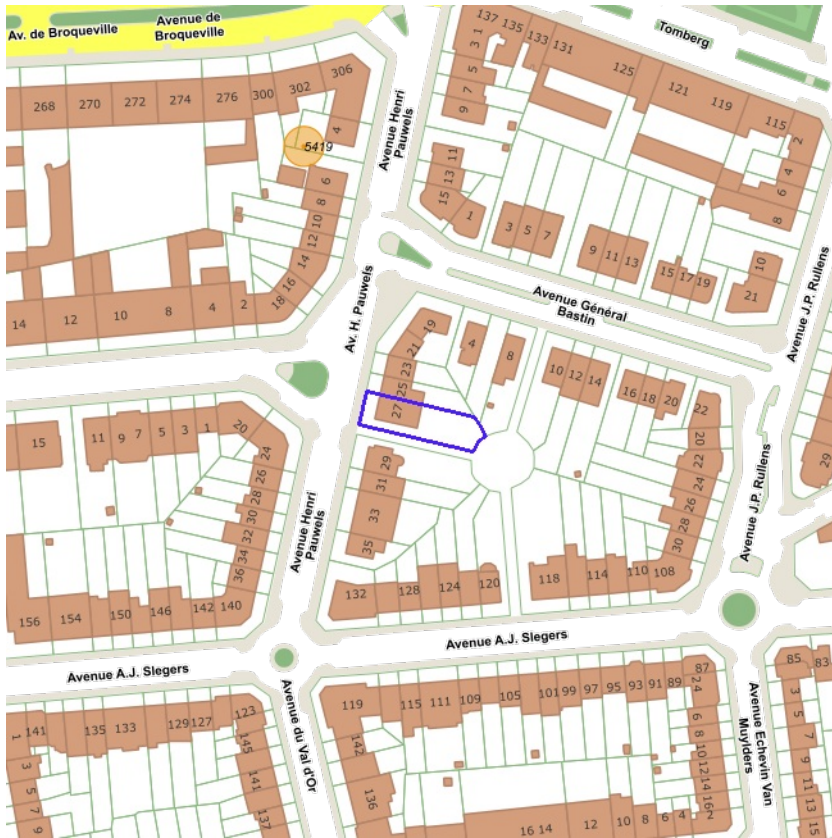 Av. de Broqueville
Avenue de
Broqueville
Tomberg
137 135 133 131 125 121 119 115
306
302
300
268 270 272 274 276
4
5419
Avenue Henri
Pauwels
3 1
5
7
9
11
13
15
1
3 5 7
9 11 13
15 17 19
2
4
6
8
10
21
Avenue J.P. Rullens
6
8
10
12
14
16
18
14 12 10 8 4 2
Av. H. Pauwels
Avenue Général
Bastin
19
21
23
25
27
4
8
10 12 14
16 18 20
22
20
22
24
26
28
30
29
15 11 9 7 5 3 1
20
24
26
28
30
32
34
36
29
31
33
35
Avenue Henri
Pauwels
Avenue J.P. Rullens
156 154 150 146 142 140
132 128 124 120
118 114 110 108
Avenue A.J. Slegers
Avenue A.J. Slegers
Avenue du Val d'Or
Avenue Echevin Van
Muylders
1 141 135 133 129 127 123
3
5
7
9
145
141
137
119 115 111 109 105 101 99 97 95 93 91 89 87
142
136
2 4
6
8
10
12
14
16 2
16 14 12 10 8 6 4
85 83
3
5
7
9
11
13
15